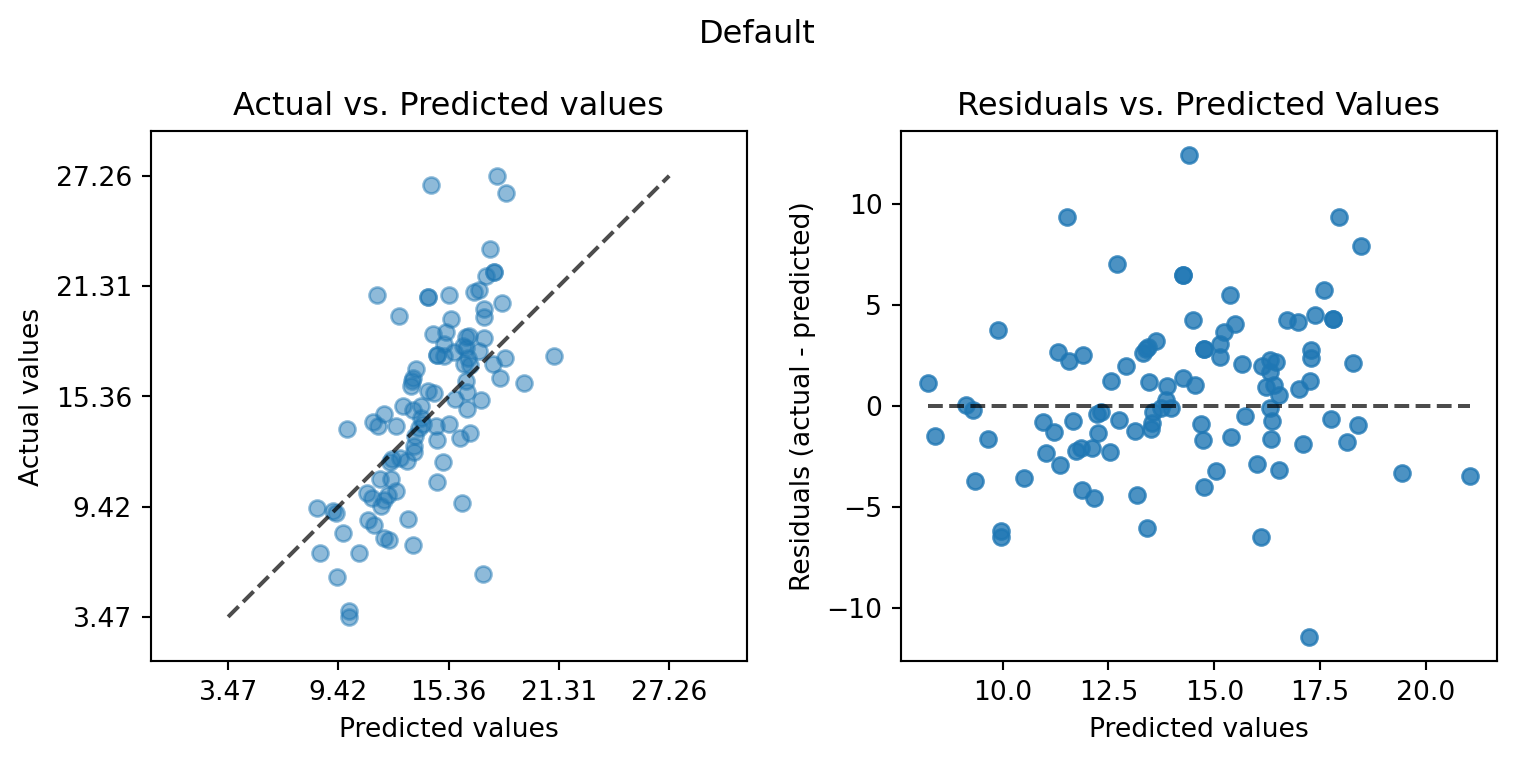 Default
Actual vs. Predicted values
27.26
21.31
15.36
9.42
3.47
Actual values
3.47 9.42 15.36 21.31 27.26
Predicted values
Residuals vs. Predicted Values
10
5
0
−5
−10
Residuals (actual - predicted)
10.0 12.5 15.0 17.5 20.0
Predicted values